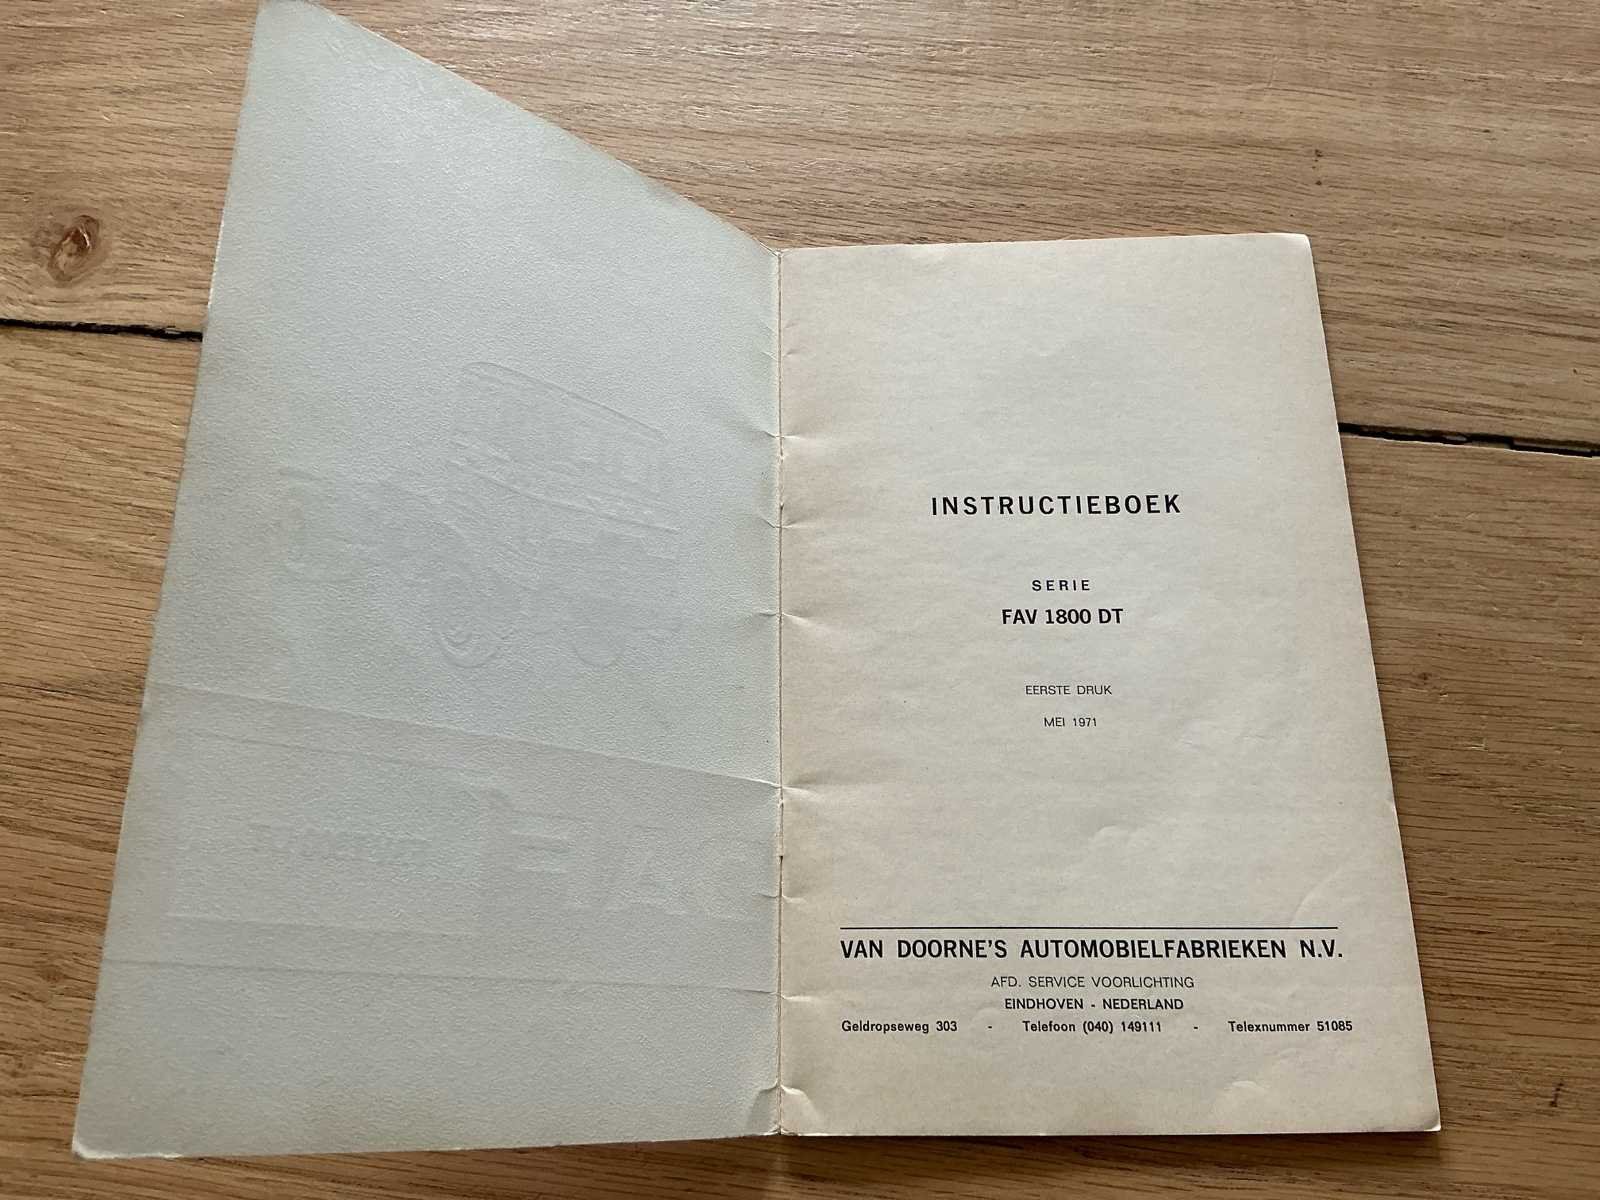 INSTRUCTIEBOEK
SERIE
FAV 1800 DT
EERSTE DRUK
MEI 1971
VAN DOORNE'S AUTOMOBIELFABRIEKEN N.V.
AFD. SERVICE VOORLICHTING
EINDHOVEN - NEDERLAND
Geldropseweg 303 - Telefoon (040) 149111 - Telexnummer 51085